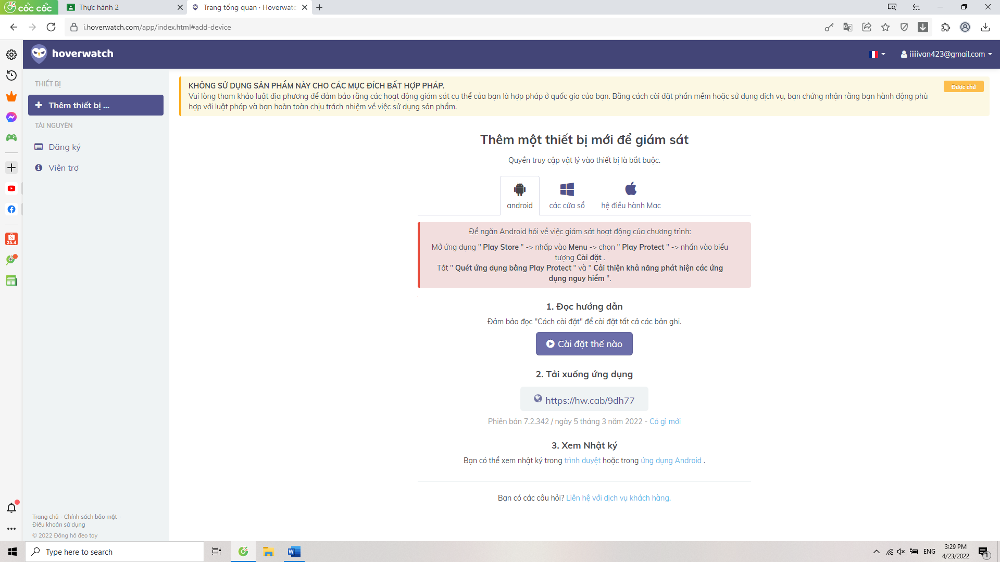 cốc cốc
Thực hành 2
Trang tổng quan · Hoverwatc
i.hoverwatch.com/app/index.html#add-device
hoverwatch
iiiiivan423@gmail.com
THIẾT BỊ
Thêm thiết bị ...
TÀI NGUYÊN
Đăng ký
Viện trợ
KHÔNG SỬ DỤNG SẢN PHẨM NÀY CHO CÁC MỤC ĐÍCH BẤT HỢP PHÁP.
Được chứ
Vui lòng tham khảo luật địa phương để đảm bảo rằng các hoạt động giám sát cụ thể của bạn là hợp pháp ở quốc gia của bạn. Bằng cách cài đặt phần mềm hoặc sử dụng dịch vụ, bạn chứng nhận rằng bạn hành động phù
hợp với luật pháp và bạn hoàn toàn chịu trách nhiệm về việc sử dụng sản phẩm.
Thêm một thiết bị mới để giám sát
Quyền truy cập vật lý vào thiết bị là bắt buộc.
android
các cửa sổ
hệ điều hành Mac
Để ngăn Android hỏi về việc giám sát hoạt động của chương trình:
Mở ứng dụng " Play Store " -> nhấp vào Menu -> chọn " Play Protect " -> nhấn vào biểu
tượng Cài đặt .
Tắt " Quét ứng dụng bằng Play Protect " và " Cải thiện khả năng phát hiện các ứng
dụng nguy hiểm ".
1. Đọc hướng dẫn
Đảm bảo đọc "Cách cài đặt" để cài đặt tất cả các bản ghi.
Cài đặt thế nào
2. Tải xuống ứng dụng
https://hw.cab/9dh77
Phiên bản 7.2.342 / ngày 5 tháng 3 năm 2022 - Có gì mới
3. Xem Nhật ký
Bạn có thể xem nhật ký trong trình duyệt hoặc trong ứng dụng Android .
Bạn có các câu hỏi? Liên hệ với dịch vụ khách hàng.
25.4
Trang chủ · Chính sách bảo mật ·
Điều khoản sử dụng
© 2022 Đồng hồ đeo tay
Type here to search
ENG
3:29 PM
4/23/2022
1